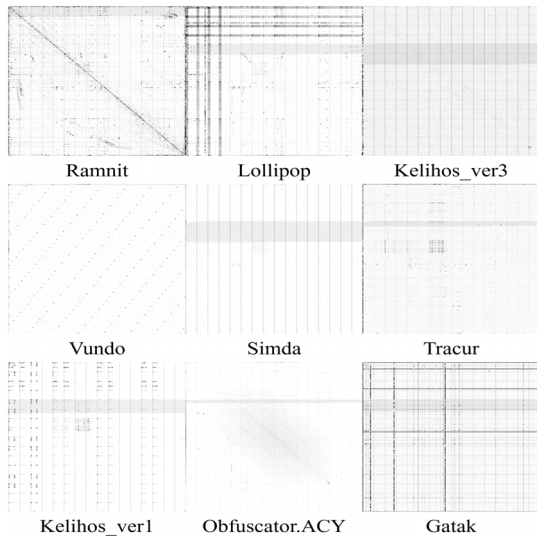 Ramnit Lollipop Kelihos_ver3
Vundo Simda Tracur
Kelihos_ver1 Obfuscator.ACY Gatak